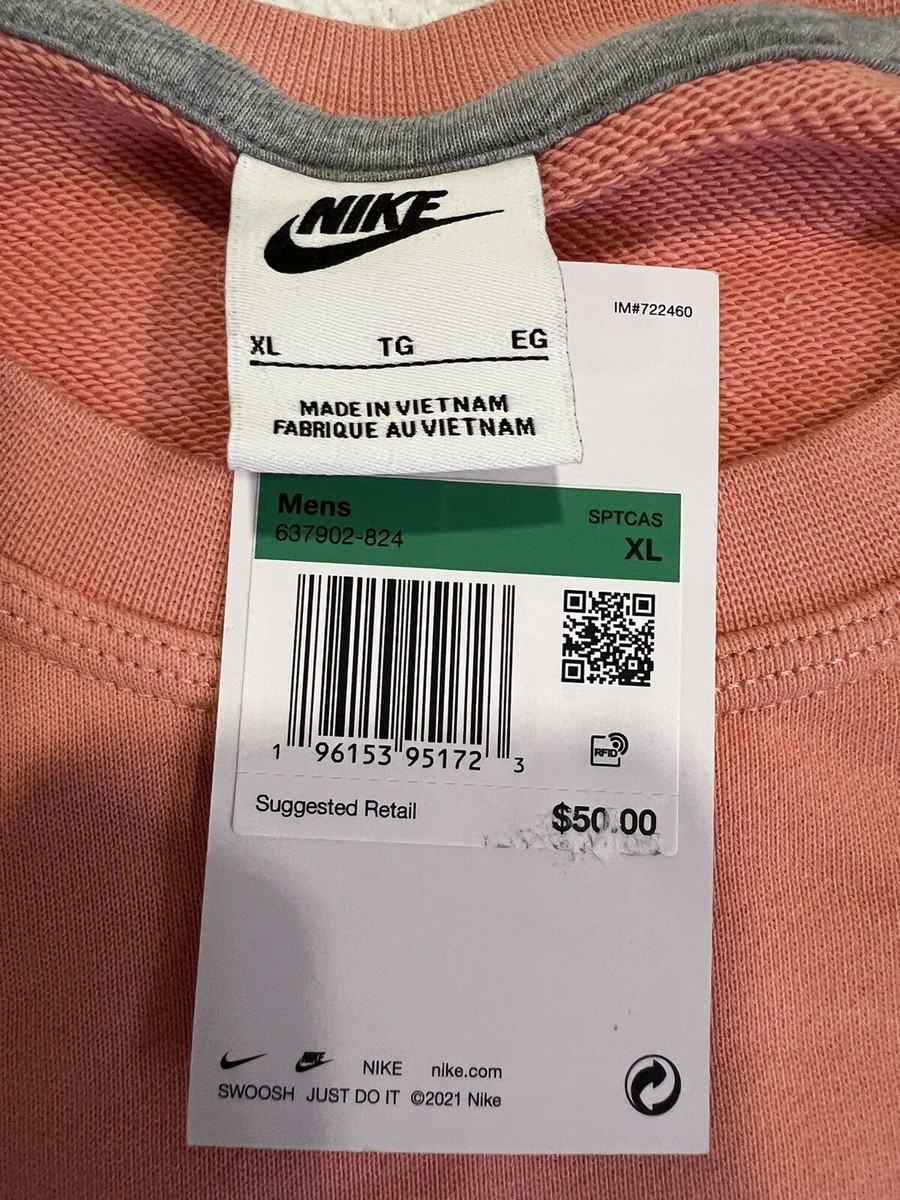 NIKE
XL TG EG
MADE IN VIETNAM
FABRIQUE AU VIETNAM
IM#722460
Mens
637902-824
SPTCAS
XL
1 96153 95172 3
RFID
Suggested Retail $50.00
NIKE nike.com
SWOOSH JUST DO IT ©2021 Nike